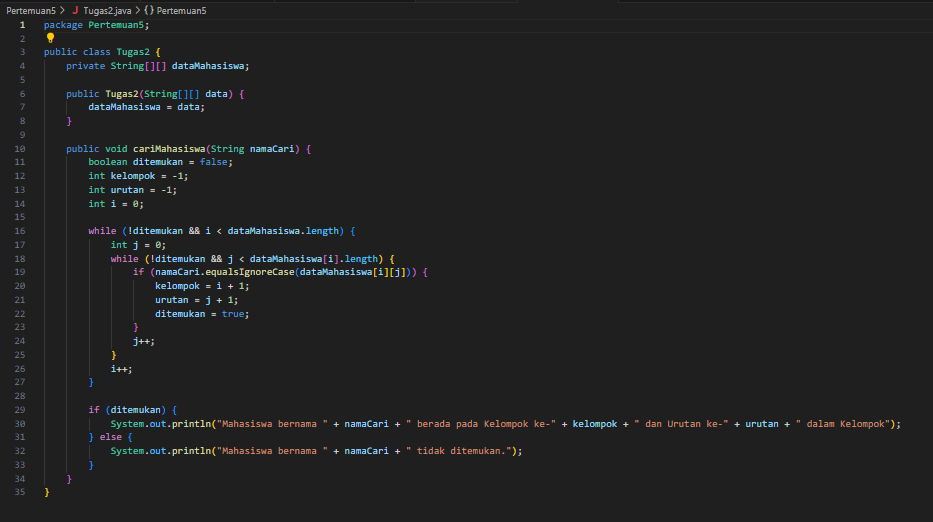 Pertemuan5 > J Tugas2.java > {} Pertemuan5
1 package Pertemuan5;
2
3 public class Tugas2 {
4     private String[][] dataMahasiswa;
5
6     public Tugas2(String[][] data) {
7         dataMahasiswa = data;
8     }
9
10     public void cariMahasiswa(String namaCari) {
11         boolean ditemukan = false;
12         int kelompok = -1;
13         int urutan = -1;
14         int i = 0;
15
16         while (!ditemukan && i < dataMahasiswa.length) {
17             int j = 0;
18             while (!ditemukan && j < dataMahasiswa[i].length) {
19                 if (namaCari.equalsIgnoreCase(dataMahasiswa[i][j])) {
20                     kelompok = i + 1;
21                     urutan = j + 1;
22                     ditemukan = true;
23                 }
24                 j++;
25             }
26             i++;
27         }
28
29         if (ditemukan) {
30             System.out.println("Mahasiswa bernama " + namaCari + " berada pada Kelompok ke-" + kelompok + " dan Urutan ke-" + urutan + " dalam Kelompok");
31         } else {
32             System.out.println("Mahasiswa bernama " + namaCari + " tidak ditemukan.");
33         }
34     }
35 }